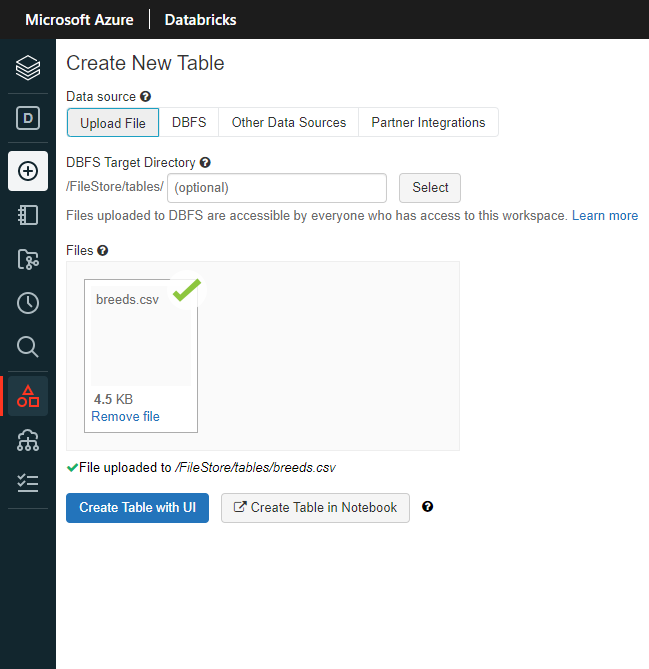 Microsoft Azure | Databricks
Create New Table
Data source
Upload File DBFS Other Data Sources Partner Integrations
DBFS Target Directory
/FileStore/tables/ (optional) Select
Files uploaded to DBFS are accessible by everyone who has access to this workspace. Learn more
Files
breeds.csv
4.5 KB
Remove file
File uploaded to /FileStore/tables/breeds.csv
Create Table with UI Create Table in Notebook
D